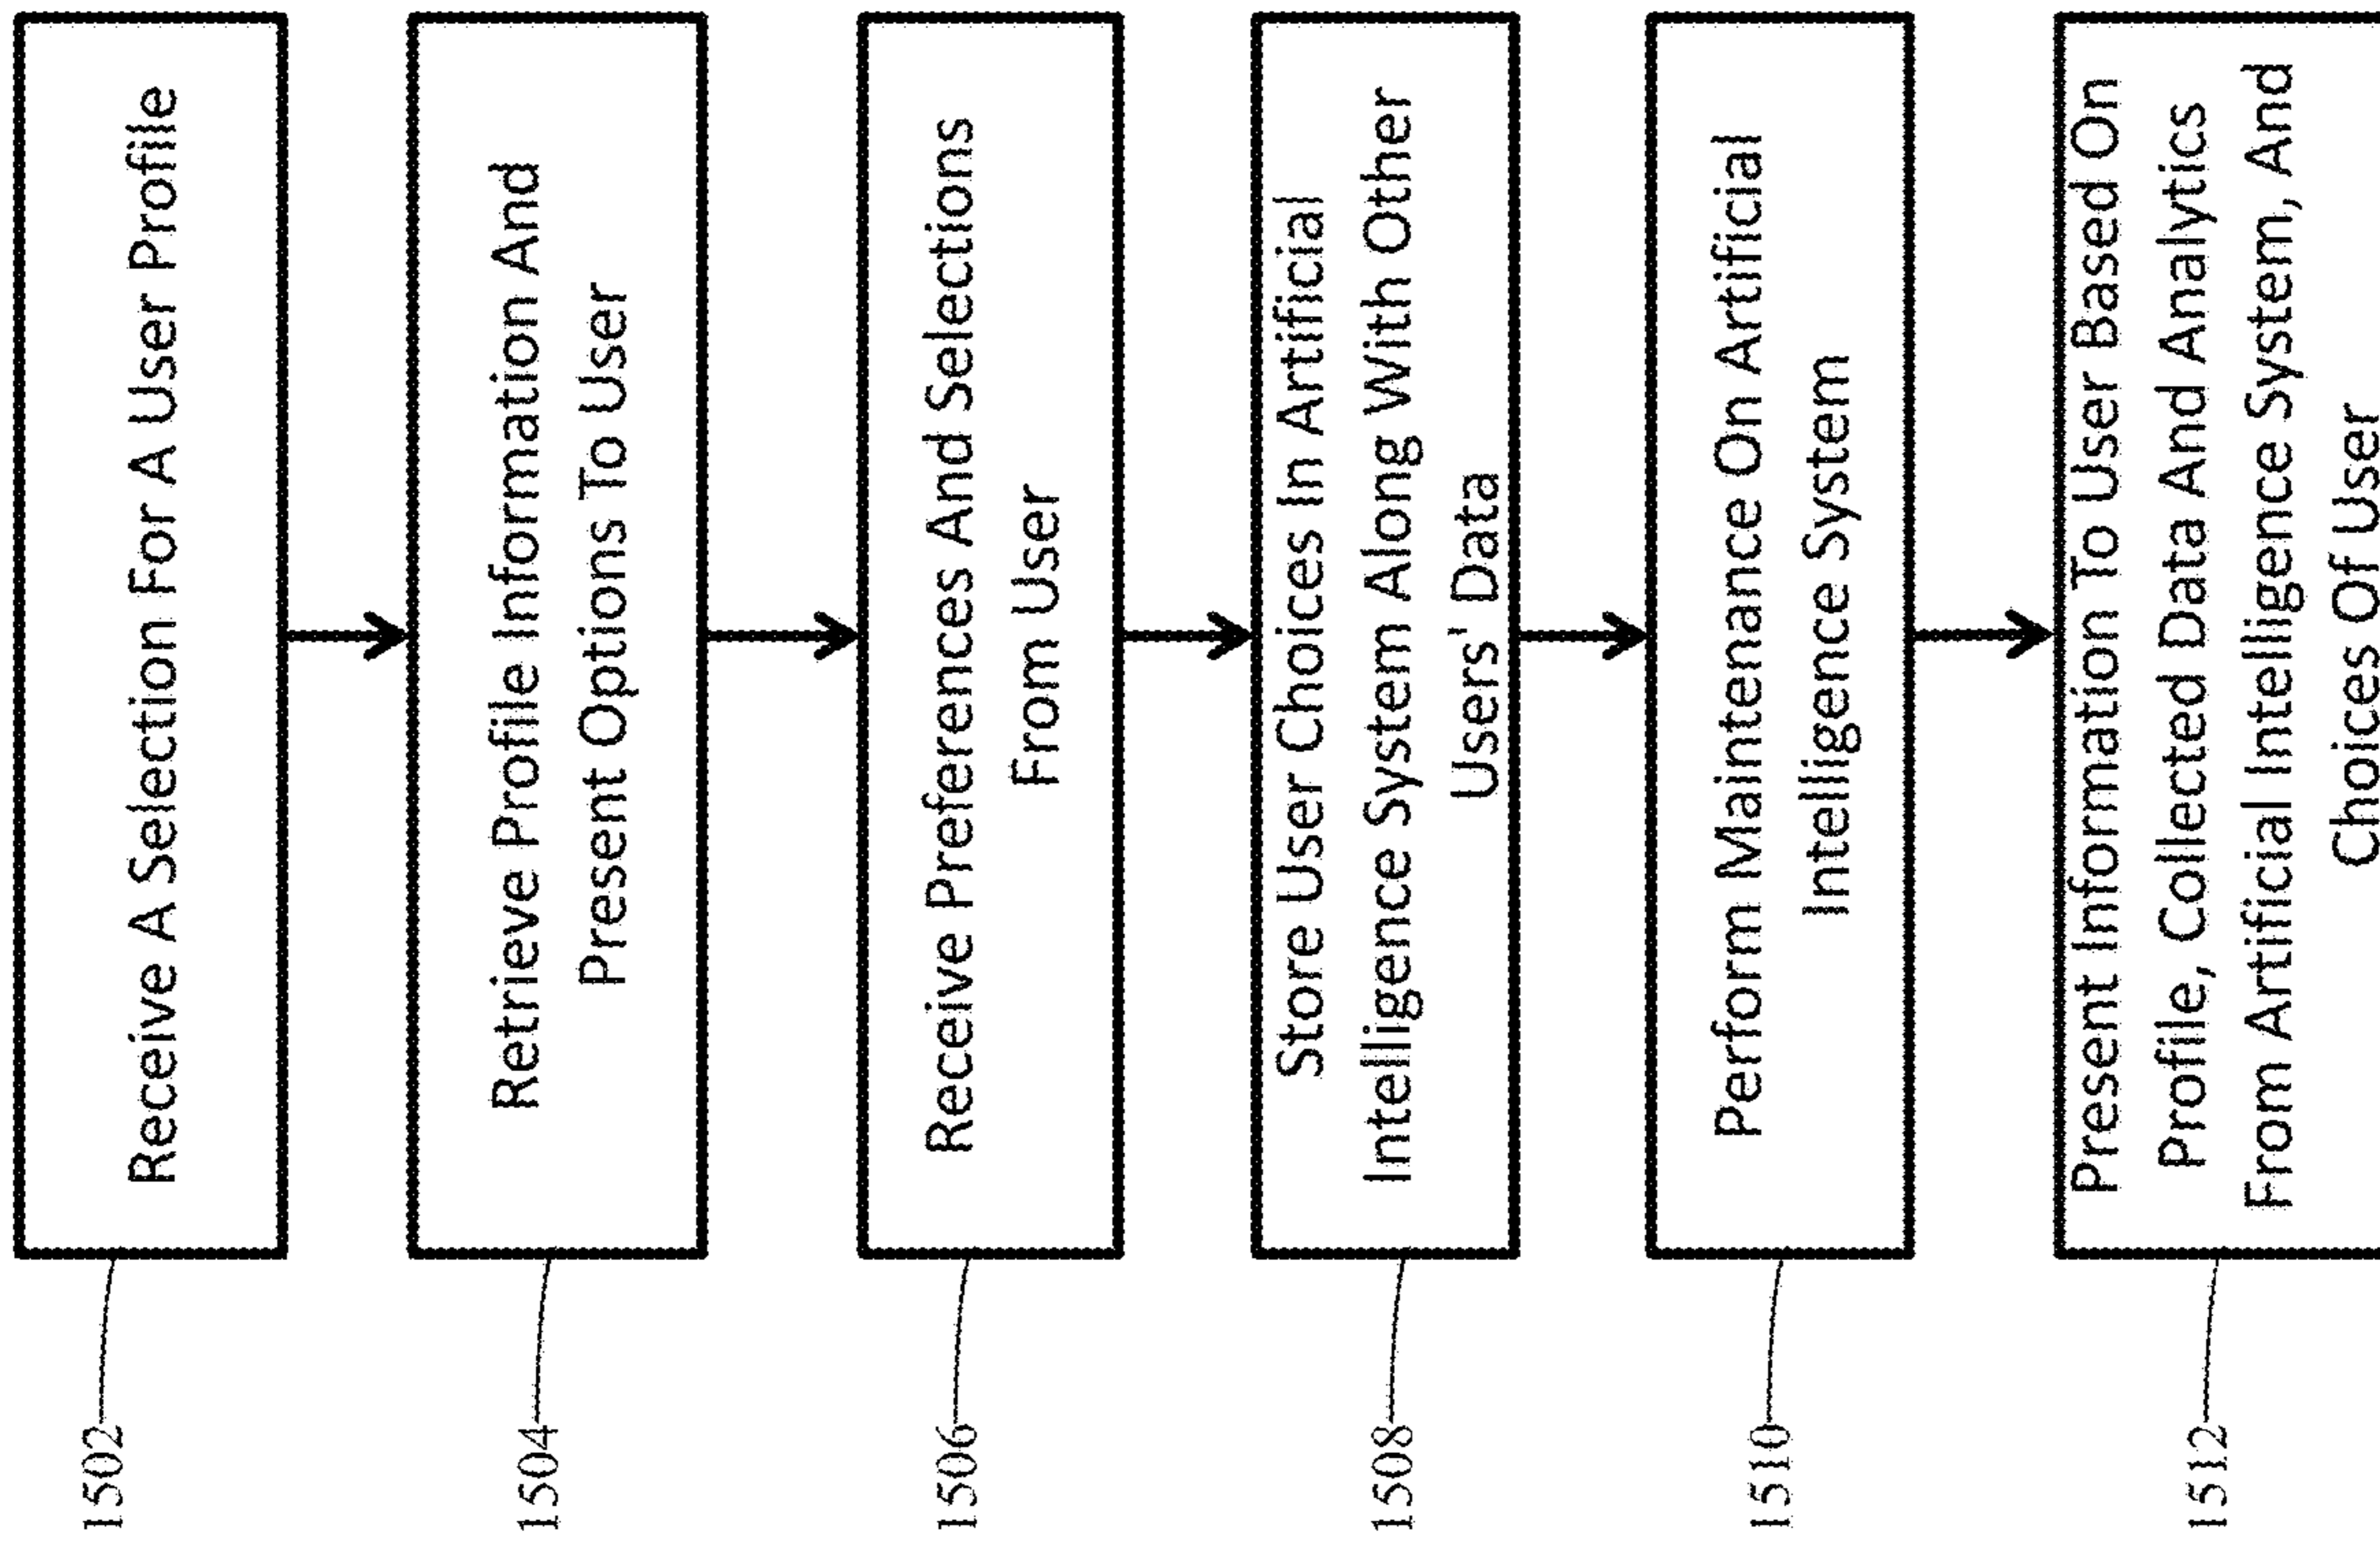 1502
Receive A Selection For A User Profile
1504
Retrieve Profile Information And
Present Options To User
1506
Receive Preferences And Selections
From User
1508
Store User Choices In Artificial
Intelligence System Along With Other
Users' Data
1510
Perform Maintenance On Artificial
Intelligence System
1512
Present Information To User Based On
Profile, Collected Data And Analytics
From Artificial Intelligence System, And
Choices Of User